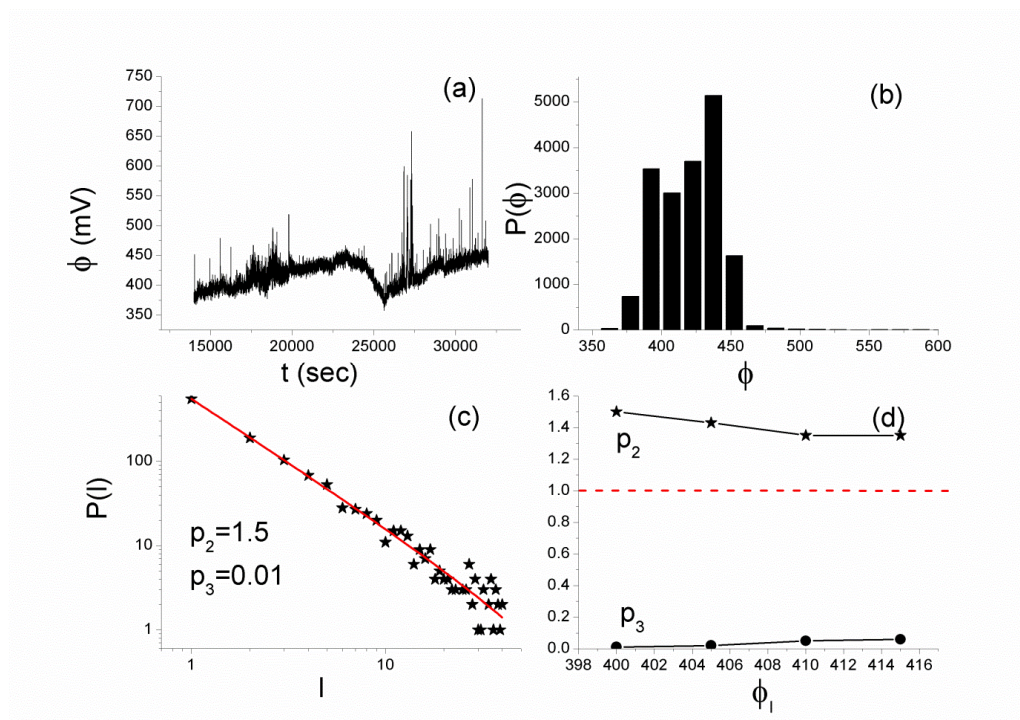 (a)
750
700
650
600
550
500
450
400
350
ϕ (mV)
15000 20000 25000 30000
t (sec)
(b)
5000
4000
3000
2000
1000
0
P(ϕ)
350 400 450 500 550 600
ϕ
(c)
100
10
1
P(l)
p₂=1.5
p₃=0.01
1 10
l
(d)
1.6
1.4
1.2
1.0
0.8
0.6
0.4
0.2
0.0
p₂
p₃
398 400 402 404 406 408 410 412 414 416
ϕₗ